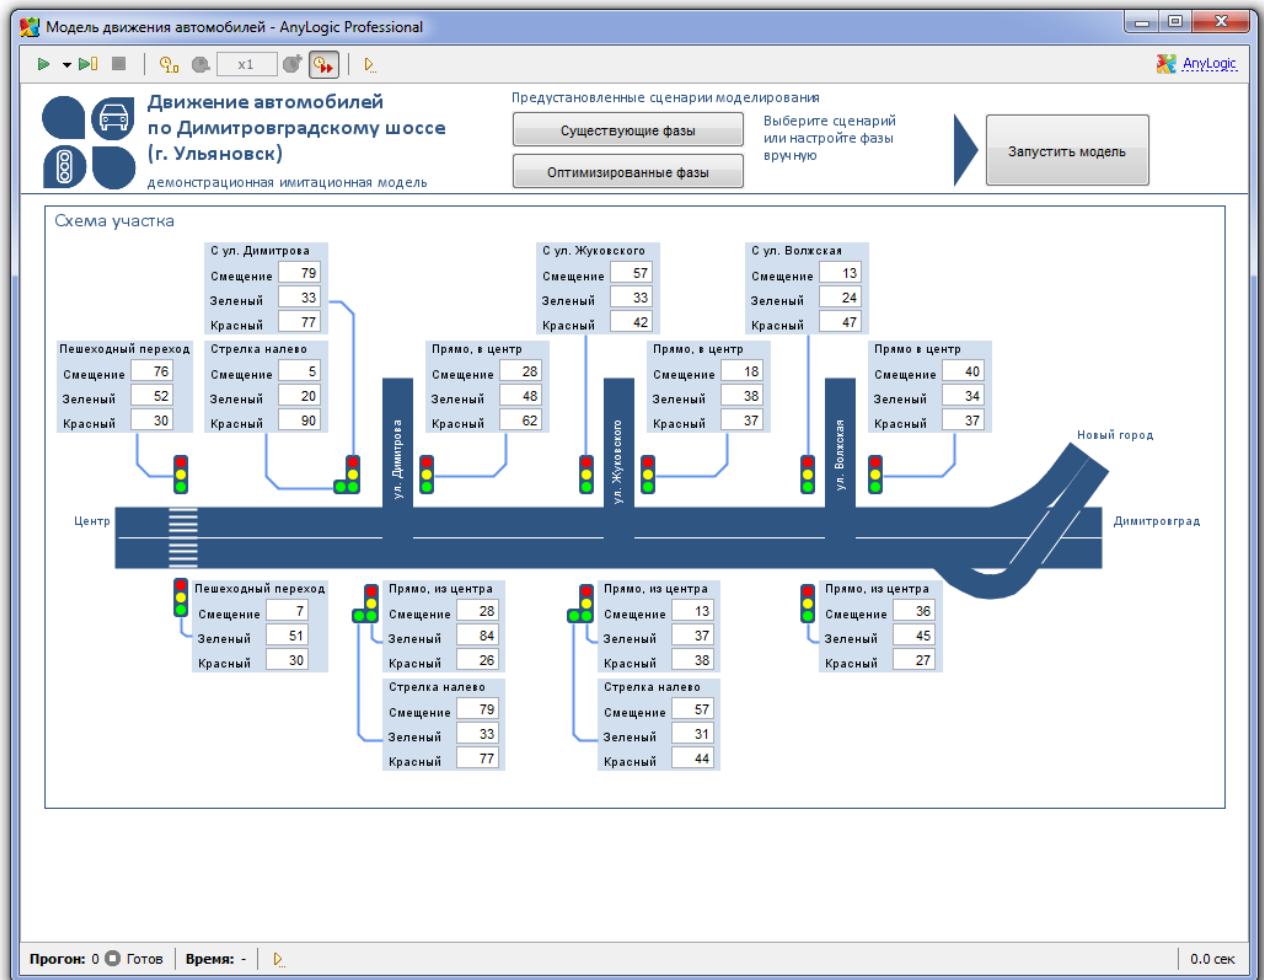 Модель движения автомобилей - AnyLogic Professional
x1
AnyLogic
Движение автомобилей
по Димитровградскому шоссе
(г. Ульяновск)
демонстрационная имитационная модель
Предустановленные сценарии моделирования
Существующие фазы
Оптимизированные фазы
Выберите сценарий
или настройте фазы
вручную
Запустить модель
Схема участка
С ул. Димитрова
Смещение 79
Зеленый 33
Красный 77
С ул. Жуковского
Смещение 57
Зеленый 33
Красный 42
С ул. Волжская
Смещение 13
Зеленый 24
Красный 47
Пешеходный переход
Смещение 76
Зеленый 52
Красный 30
Стрелка налево
Смещение 5
Зеленый 20
Красный 90
Прямо, в центр
Смещение 28
Зеленый 48
Красный 62
Прямо, в центр
Смещение 18
Зеленый 38
Красный 37
Прямо в центр
Смещение 40
Зеленый 34
Красный 37
ул. Димитрова
ул. Жуковского
ул. Волжская
Новый город
Центр
Димитровград
Пешеходный переход
Смещение 7
Зеленый 51
Красный 30
Прямо, из центра
Смещение 28
Зеленый 84
Красный 26
Прямо, из центра
Смещение 13
Зеленый 37
Красный 38
Прямо, из центра
Смещение 36
Зеленый 45
Красный 27
Стрелка налево
Смещение 79
Зеленый 33
Красный 77
Стрелка налево
Смещение 57
Зеленый 31
Красный 44
Прогон: 0 Готов Время: - 0.0 сек